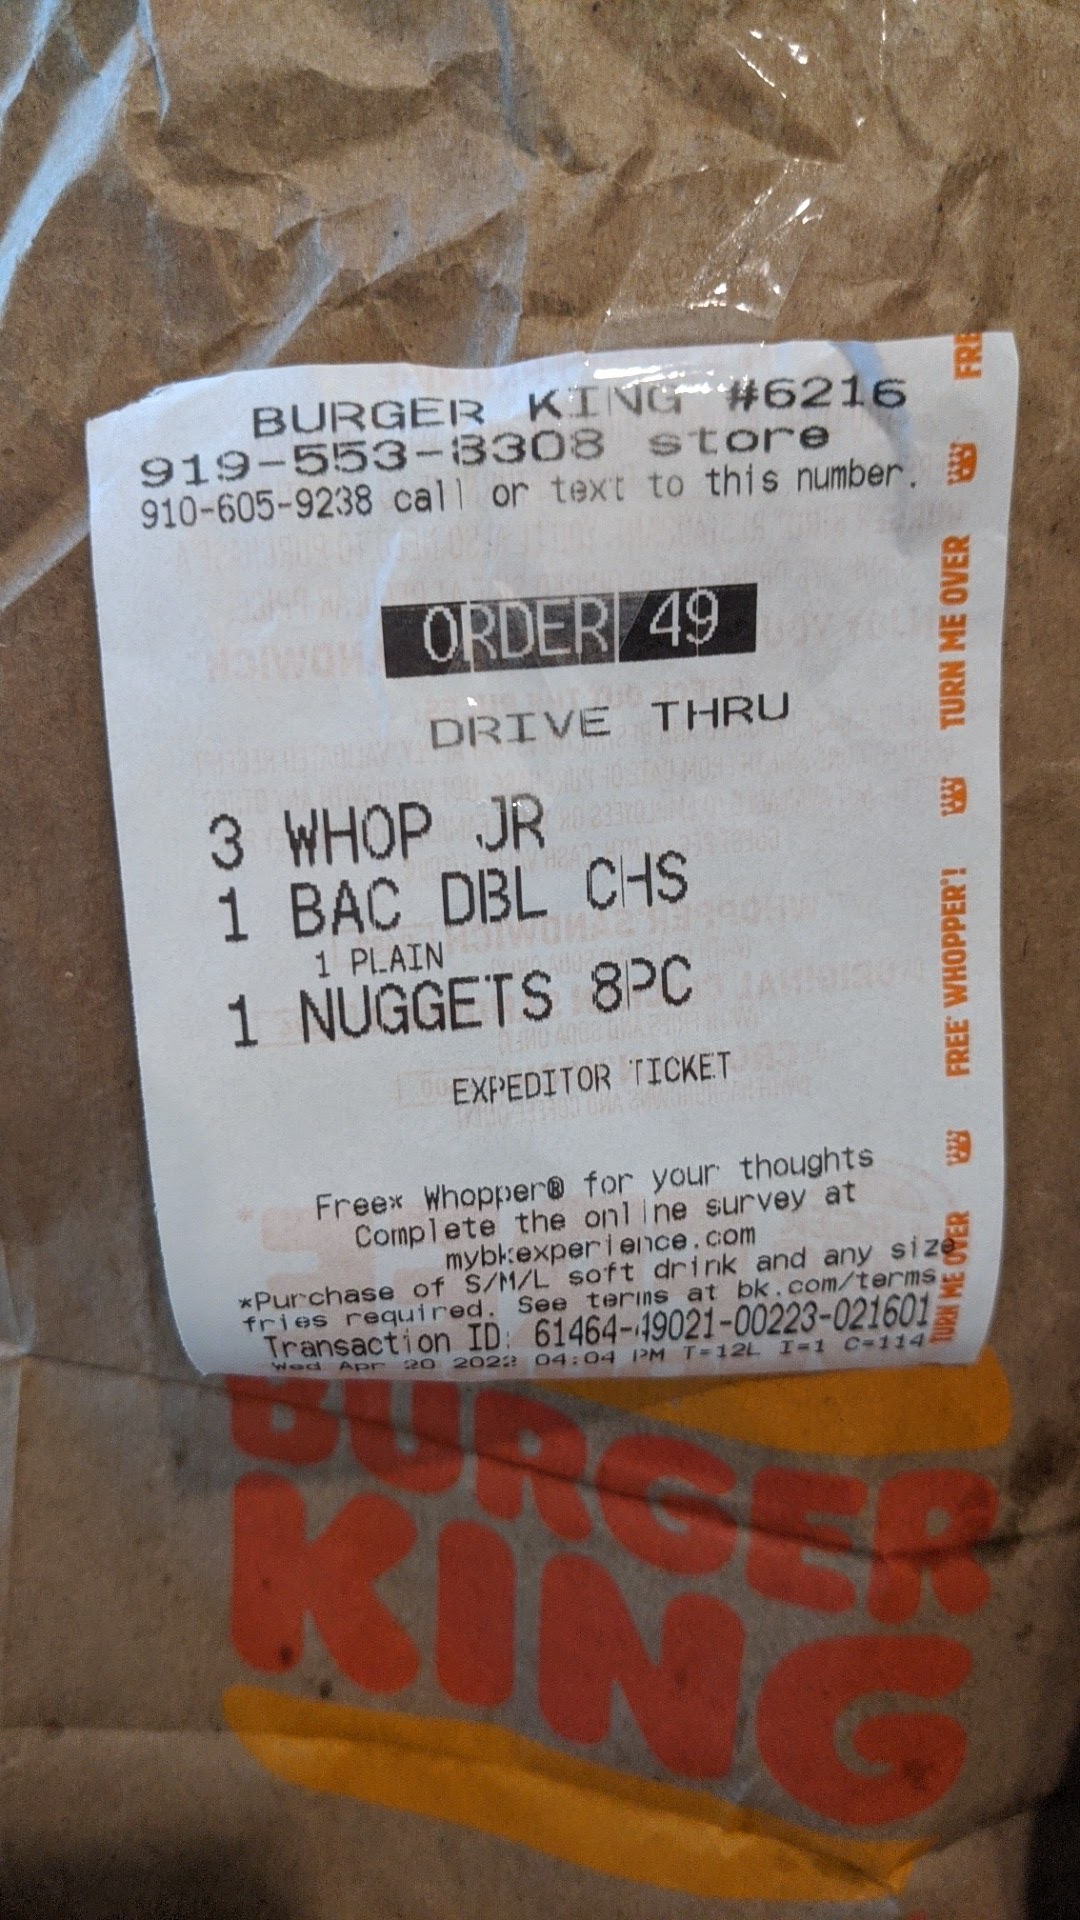 BURGER KING #6216
919-553-8308 store
910-605-9238 call or text to this number.
ORDER 49
DRIVE THRU
3 WHOP JR
1 BAC DBL CHS
1 PLAIN
1 NUGGETS 8PC
EXPEDITOR TICKET
Free* Whopper® for your thoughts
Complete the online survey at
mybkexperience.com
*Purchase of S/M/L soft drink and any size
fries required. See terms at bk.com/terms
Transaction ID: 61464-49021-00223-021601
Wed Apr 20 2022 04:04 PM T=12L I=1 C=114
FRE
TURN ME OVER
FREE WHOPPER!
TURN ME OVER
BURGER
KING